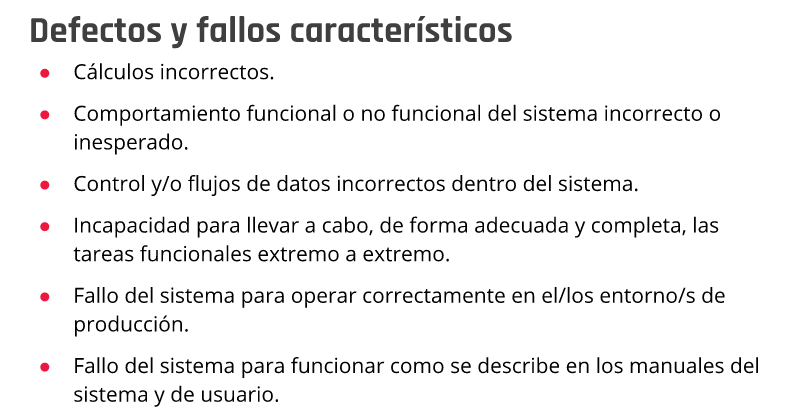 Defectos y fallos característicos
● Cálculos incorrectos.
● Comportamiento funcional o no funcional del sistema incorrecto o
inesperado.
● Control y/o flujos de datos incorrectos dentro del sistema.
● Incapacidad para llevar a cabo, de forma adecuada y completa, las
tareas funcionales extremo a extremo.
● Fallo del sistema para operar correctamente en el/los entorno/s de
producción.
● Fallo del sistema para funcionar como se describe en los manuales del
sistema y de usuario.